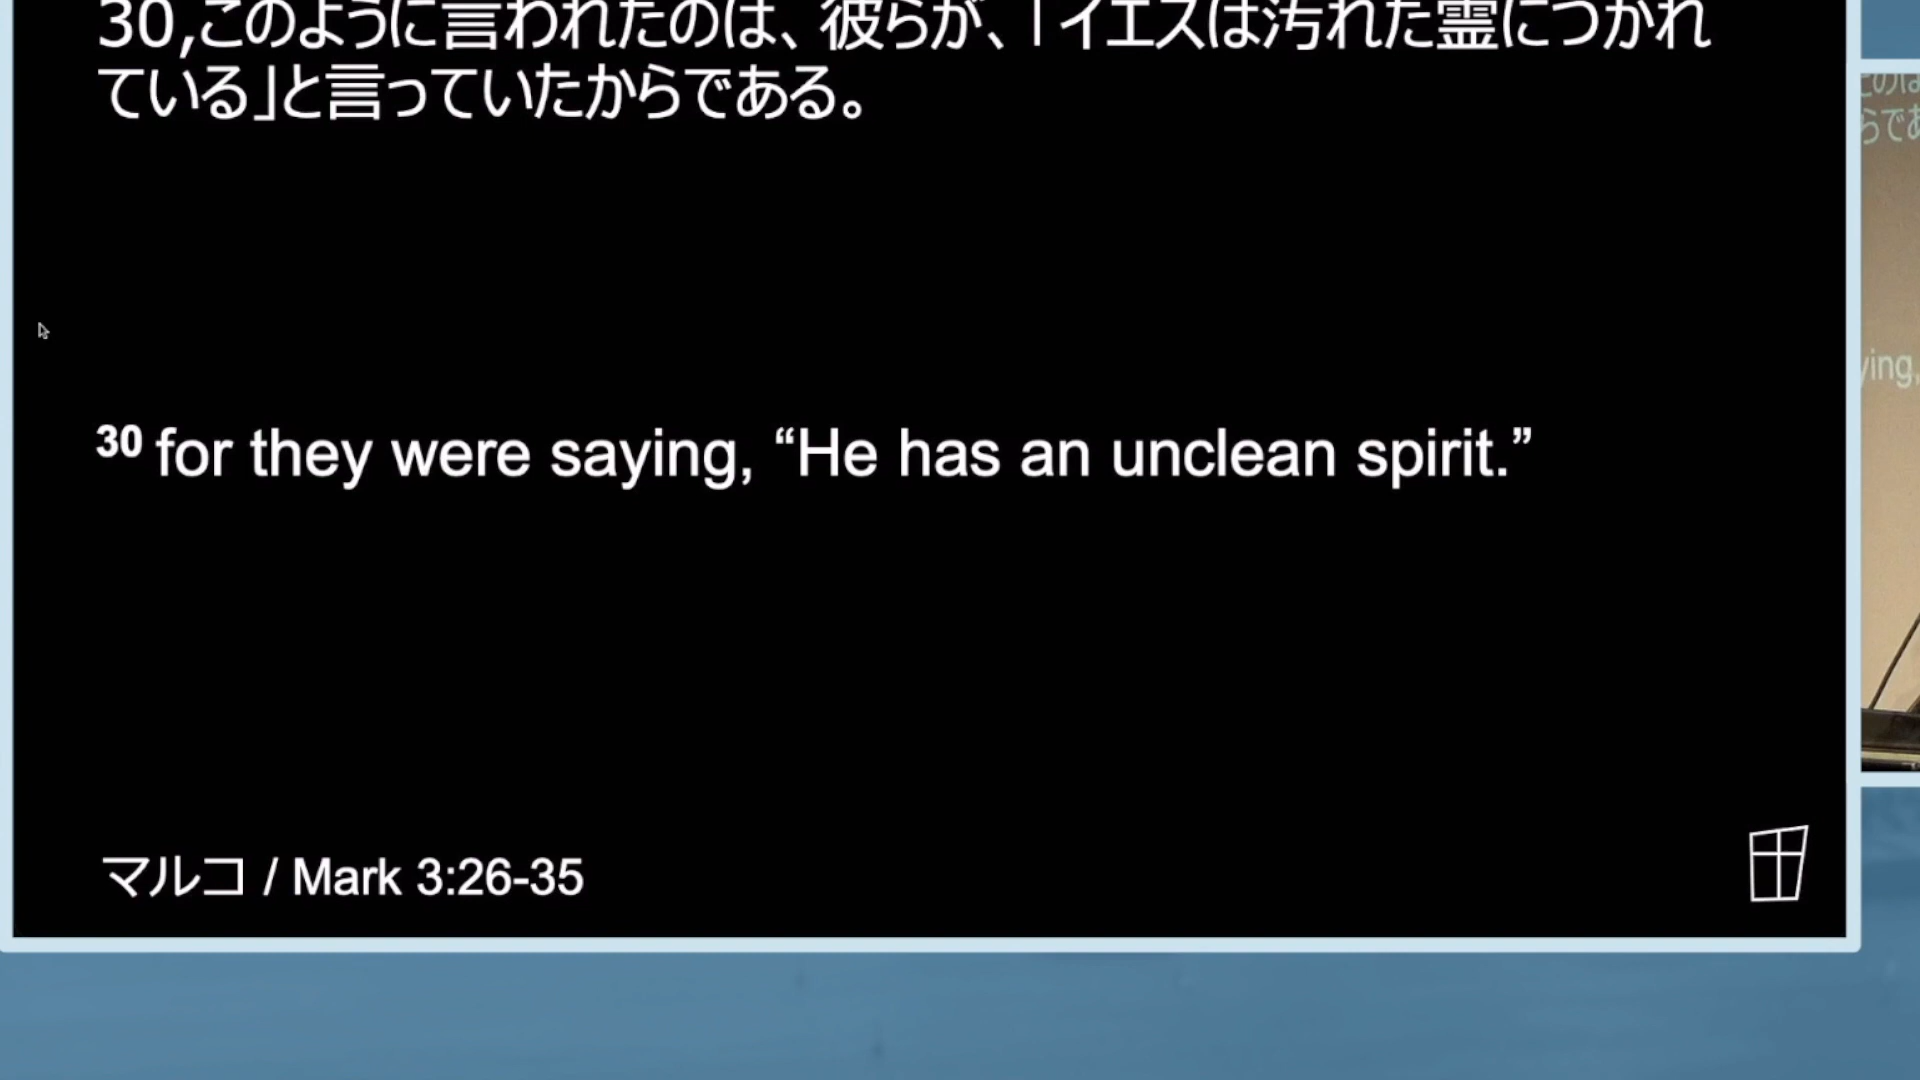 30,このように言われたのは、彼らが、「イエスは汚れた霊につかれ
ている」と言っていたからである。
30 for they were saying, “He has an unclean spirit.”
マルコ / Mark 3:26-35
ying,